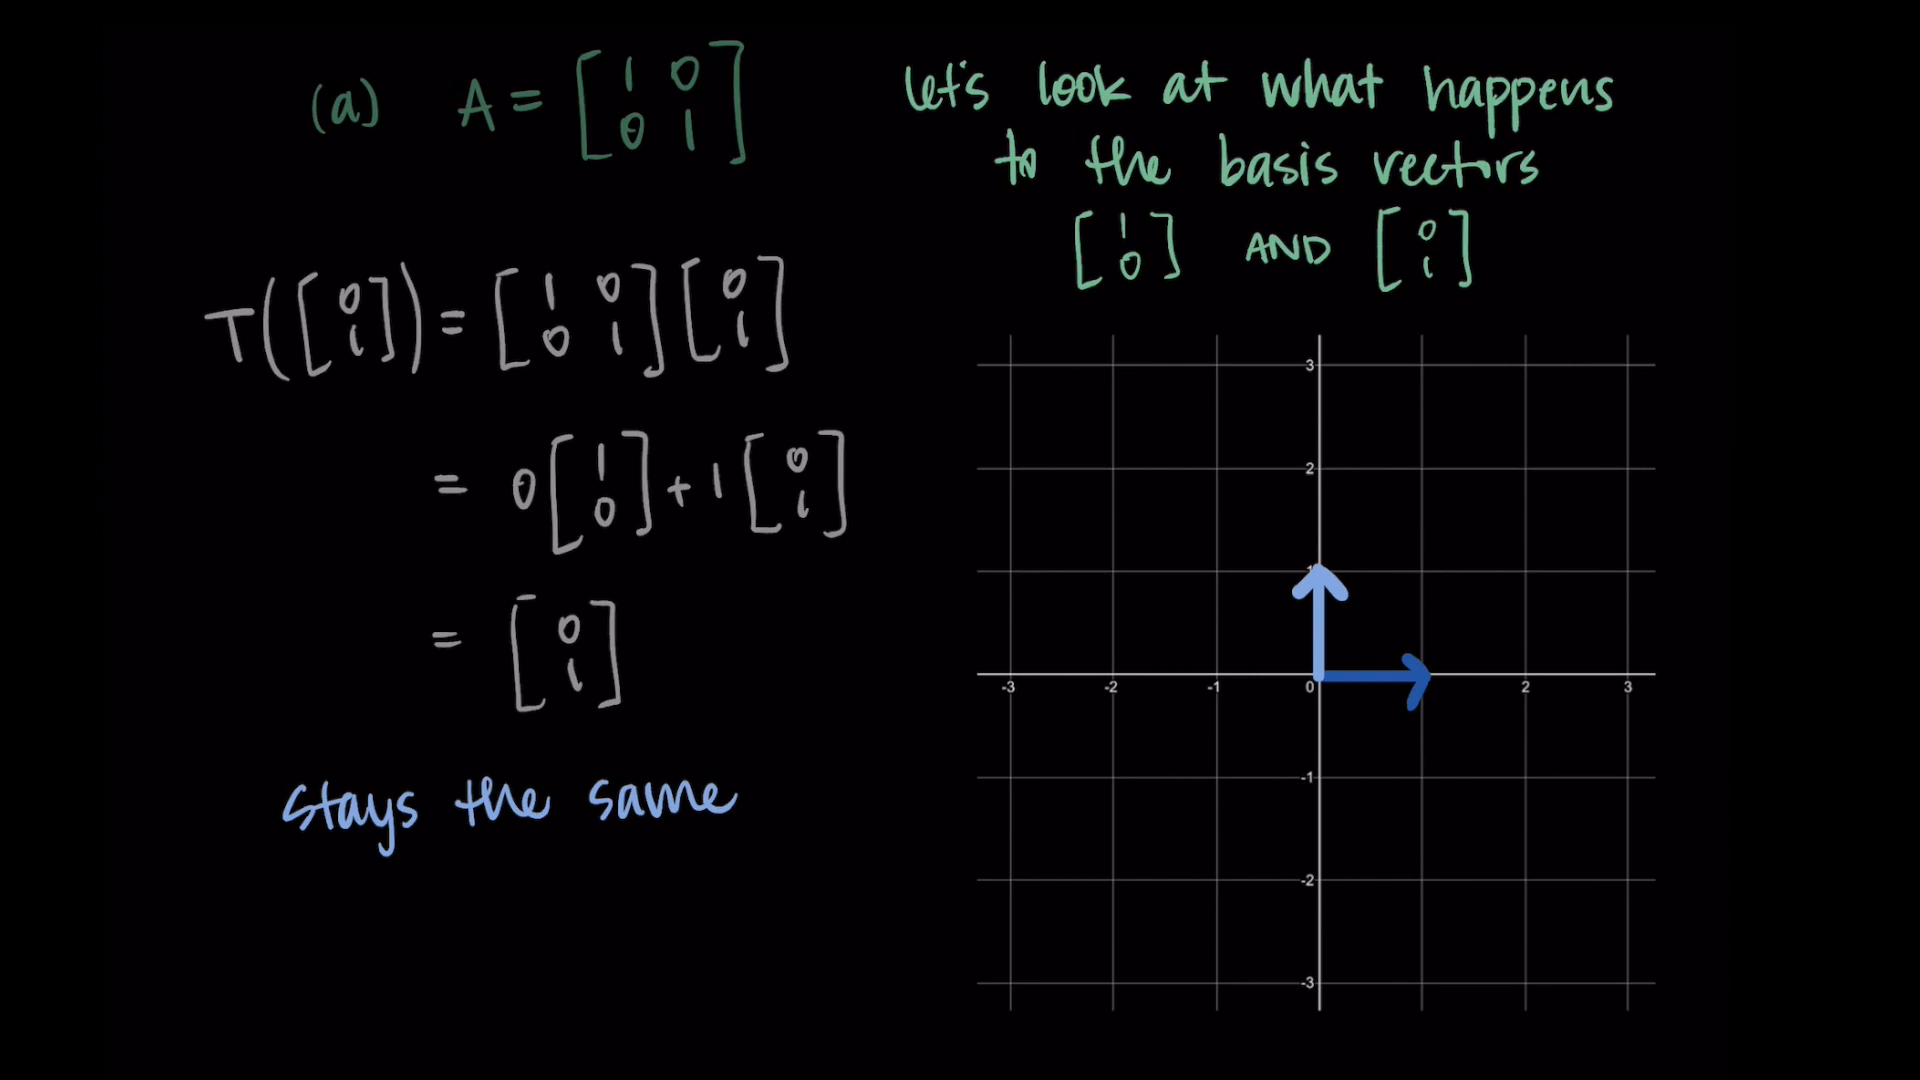 (a) A = [1 0
0 1]
let's look at what happens
to the basis vectors
[1
0] AND [0
1]
T([0
1]) = [1 0
0 1][0
1]
= 0[1
0] + 1[0
1]
= [0
1]
stays the same
3
2
1
-3 -2 -1 0 2 3
-1
-2
-3